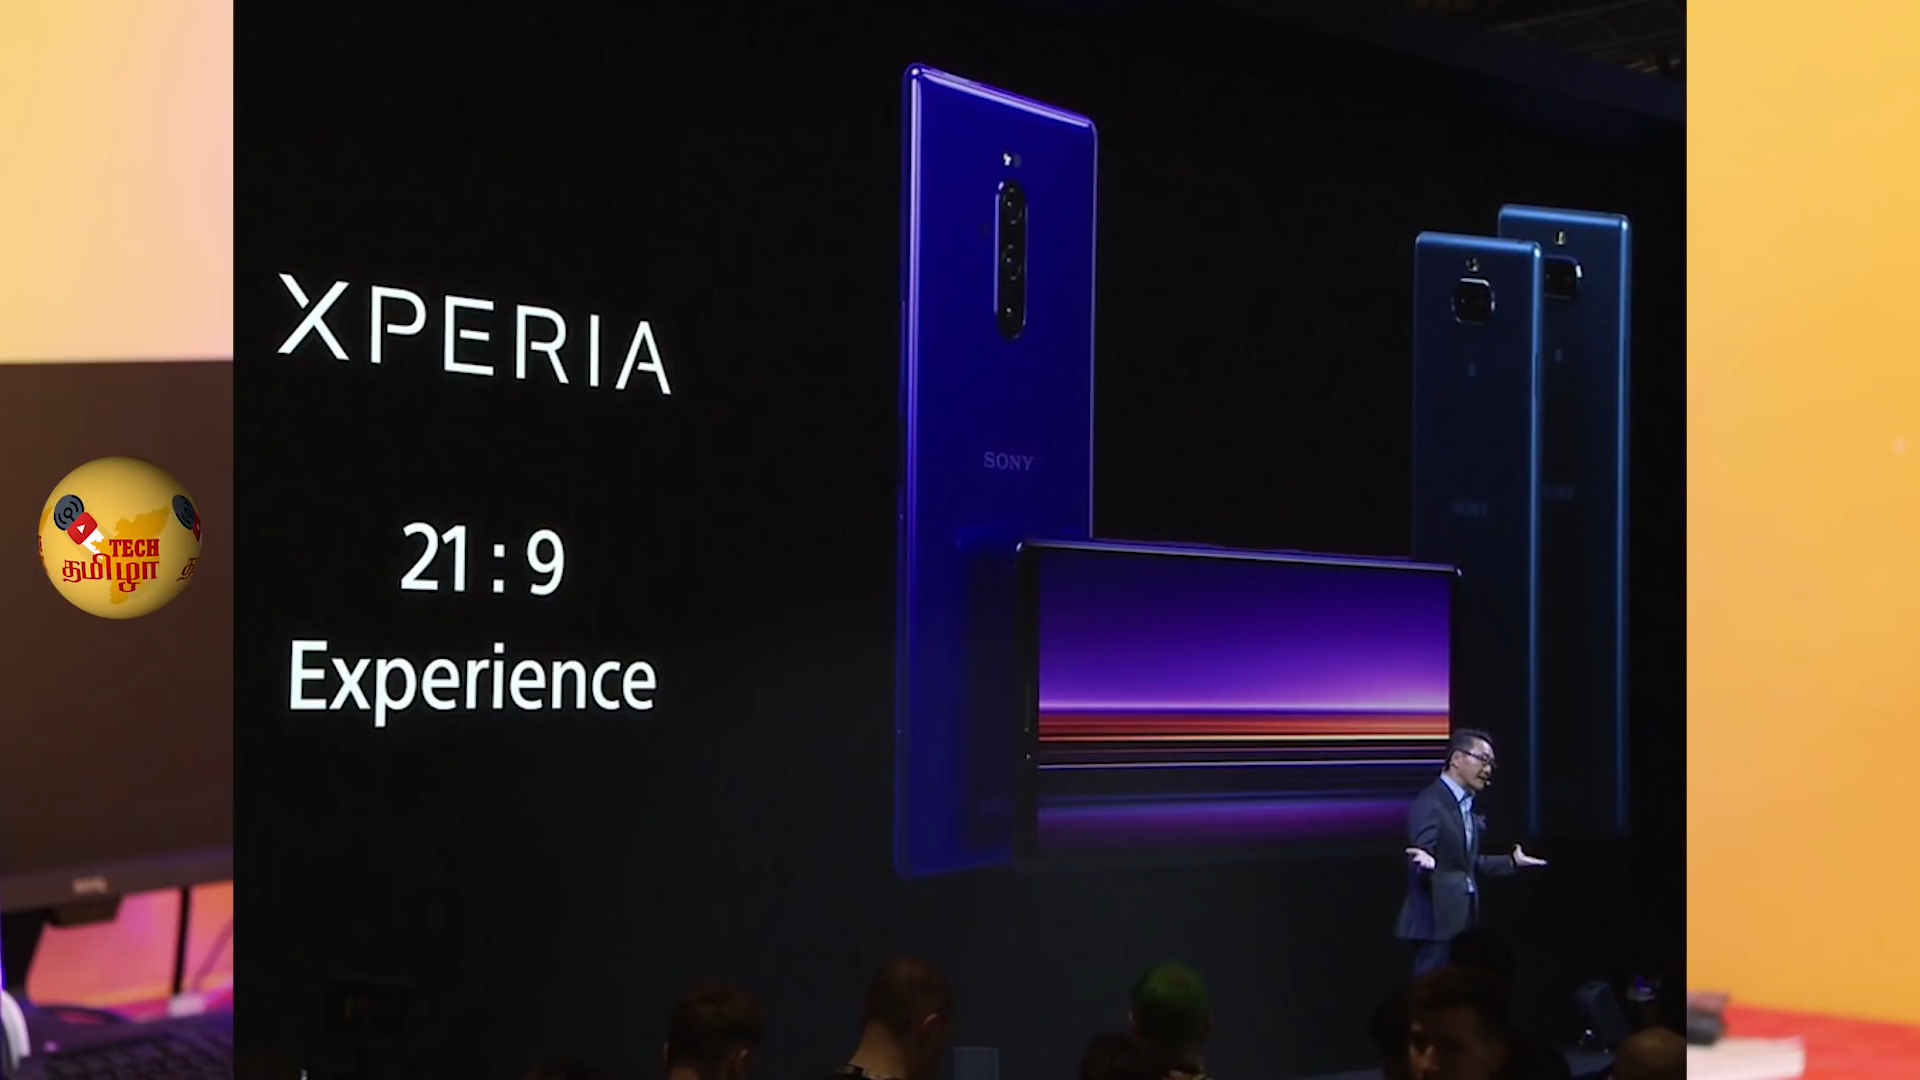 XPERIA
21:9
Experience
SONY
TECH
தமிழா